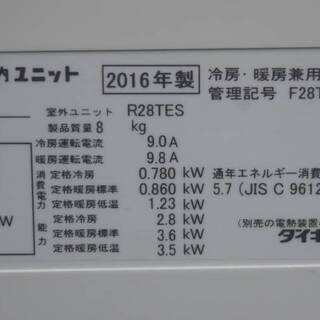 内ユニット
2016年製
冷房・暖房兼用
管理記号 F28T
室外ユニット R28TES
製品質量 8 kg
冷房運転電流 9.0 A
暖房運転電流 9.8 A
消費電力 定格冷房 0.780 kW
定格暖房標準 0.860 kW
定格暖房低温 1.23 kW
能力 定格冷房 2.8 kW
定格暖房標準 3.6 kW
定格暖房低温 3.5 kW
通年エネルギー消費
5.7 (JIS C 9612
(別売の電熱装置
ダイキ
W